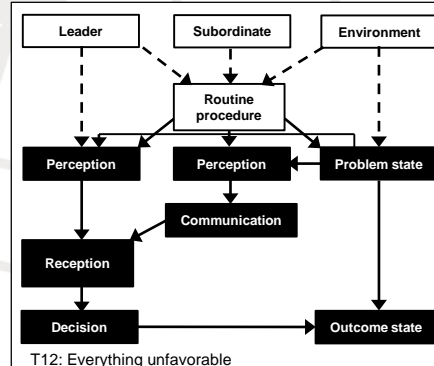 Leader
Subordinate
Environment
Routine
procedure
Perception
Perception
Problem state
Communication
Reception
Decision
Outcome state
T12: Everything unfavorable